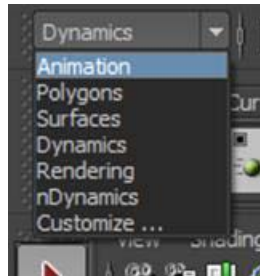 Dynamics
Animation
Polygons
Surfaces
Dynamics
Rendering
nDynamics
Customize ...